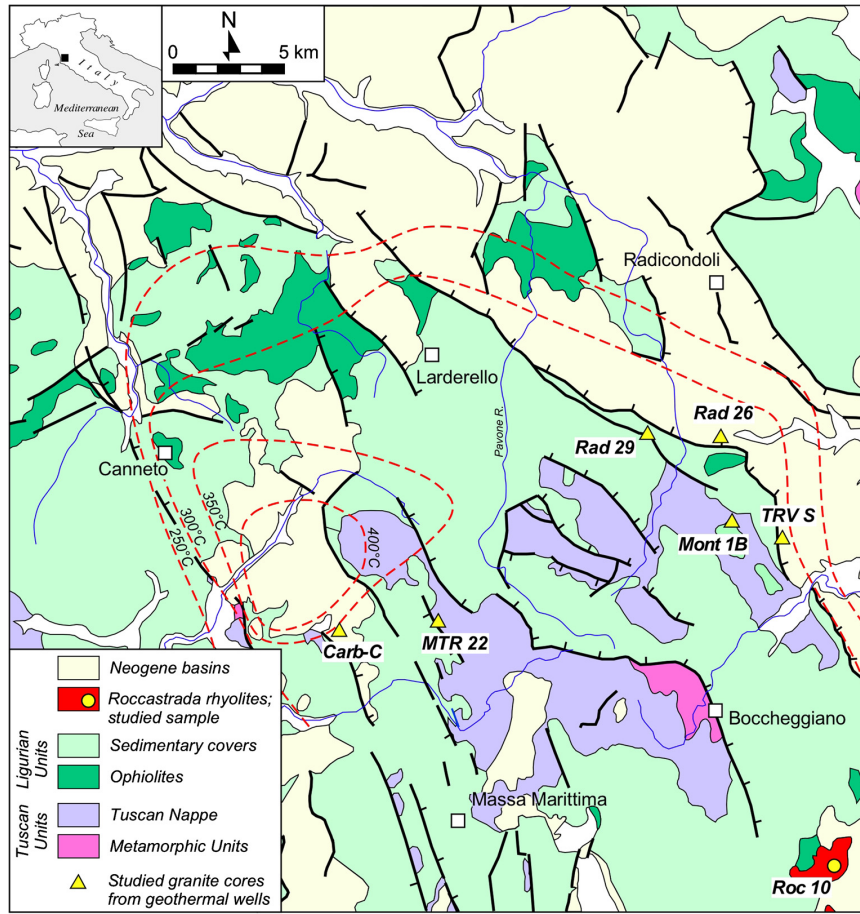 N
0 5 km
Italy
Mediterranean
Sea
Radicondoli
Larderello
Pavone R.
Rad 26
Rad 29
Canneto
TRV S
Mont 1B
350°C
300°C
250°C
400°C
MTR 22
Carb-C
Boccheggiano
Massa Marittima
Roc 10
Neogene basins
Roccastrada rhyolites;
studied sample
Ligurian
Units
Sedimentary covers
Ophiolites
Tuscan
Units
Tuscan Nappe
Metamorphic Units
Studied granite cores
from geothermal wells